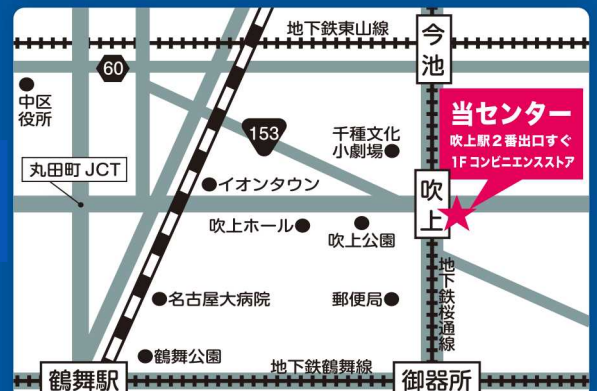 地下鉄東山線
今池
60
中区
役所
当センター
吹上駅2番出口すぐ
1Fコンビニエンスストア
153
千種文化
小劇場
丸田町JCT
イオンタウン
吹上
吹上ホール
吹上公園
地下鉄桜通線
名古屋大病院
郵便局
鶴舞公園
地下鉄鶴舞線
鶴舞駅
御器所